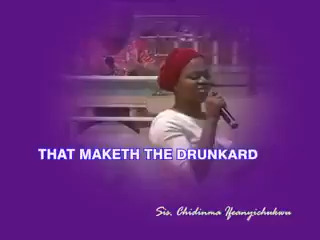 THAT MAKETH THE DRUNKARD
Sis. Chidinma Ifeanyichukwu